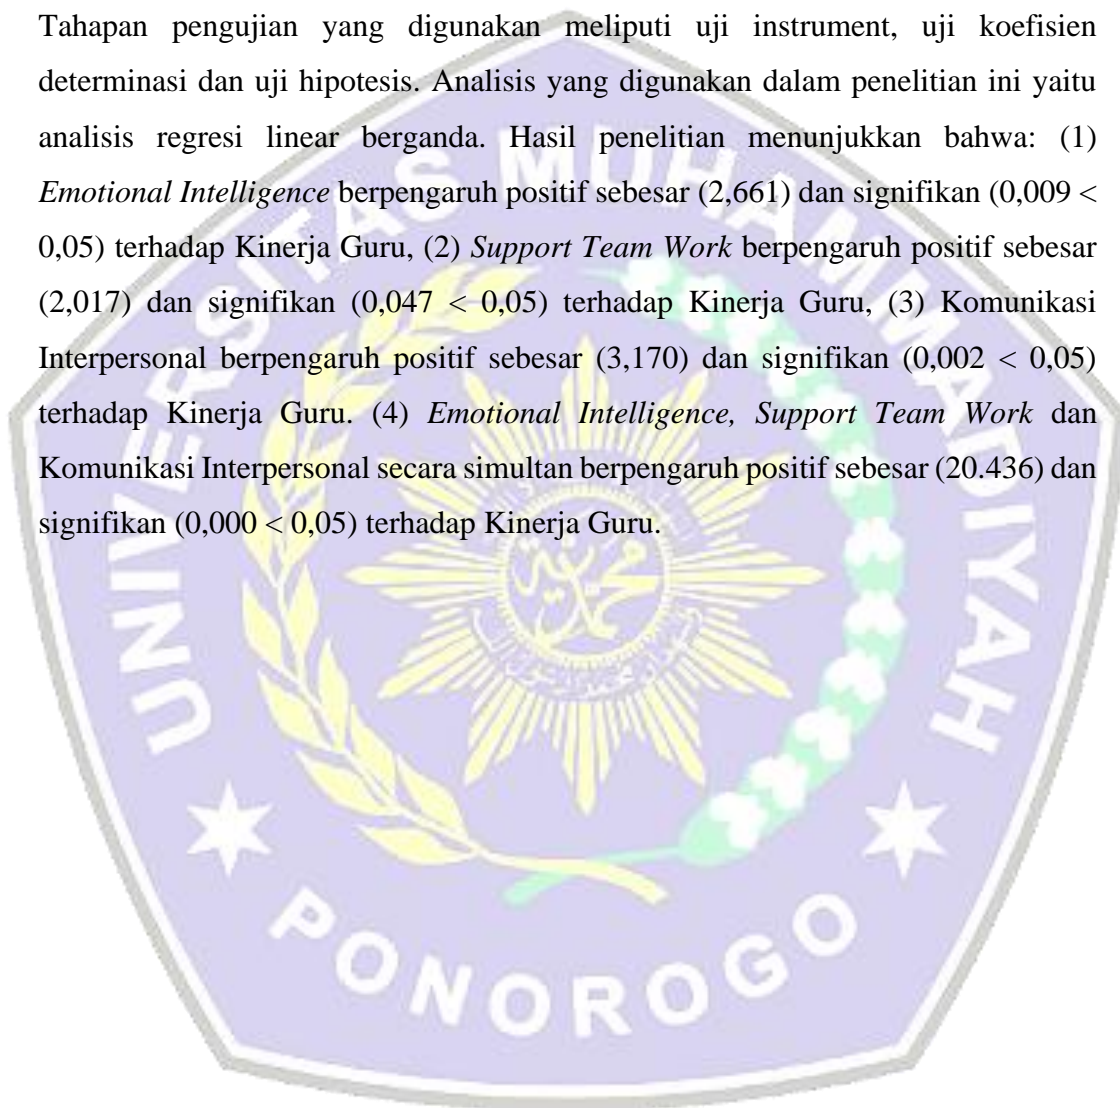 Tahapan pengujian yang digunakan meliputi uji instrument, uji koefisien
determinasi dan uji hipotesis. Analisis yang digunakan dalam penelitian ini yaitu
analisis regresi linear berganda. Hasil penelitian menunjukkan bahwa: (1)
Emotional Intelligence berpengaruh positif sebesar (2,661) dan signifikan (0,009 <
0,05) terhadap Kinerja Guru, (2) Support Team Work berpengaruh positif sebesar
(2,017) dan signifikan (0,047 < 0,05) terhadap Kinerja Guru, (3) Komunikasi
Interpersonal berpengaruh positif sebesar (3,170) dan signifikan (0,002 < 0,05)
terhadap Kinerja Guru. (4) Emotional Intelligence, Support Team Work dan
Komunikasi Interpersonal secara simultan berpengaruh positif sebesar (20.436) dan
signifikan (0,000 < 0,05) terhadap Kinerja Guru.
UNIVERSITAS MUHAMMADIYAH
PONOROGO